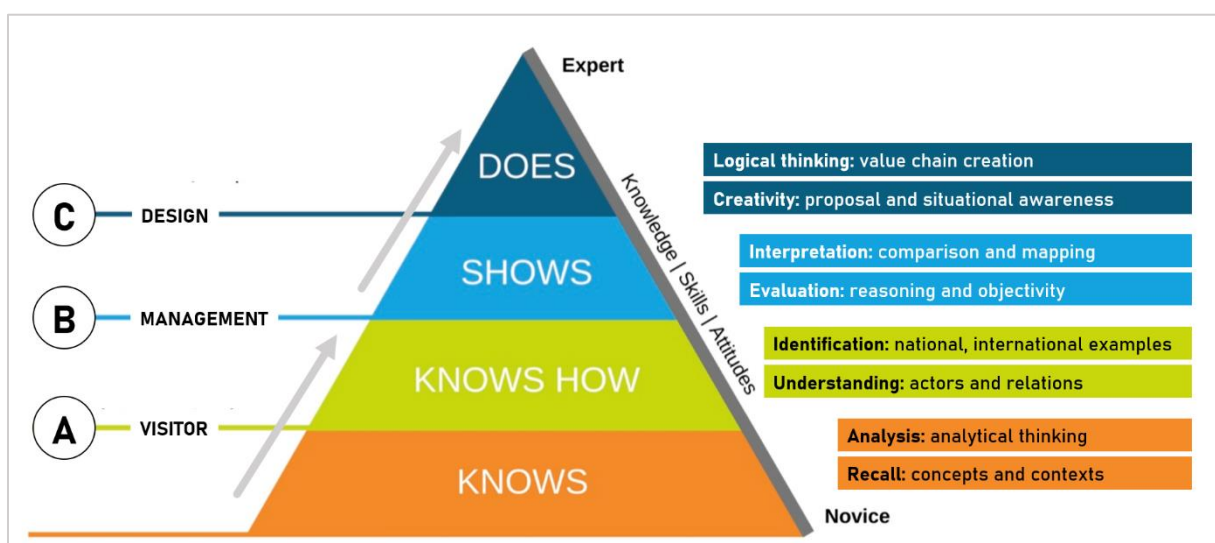 Expert
DOES
Logical thinking: value chain creation
Creativity: proposal and situational awareness
C
DESIGN
SHOWS
Knowledge | Skills | Attitudes
Interpretation: comparison and mapping
Evaluation: reasoning and objectivity
B
MANAGEMENT
KNOWS HOW
Identification: national, international examples
Understanding: actors and relations
A
VISITOR
KNOWS
Analysis: analytical thinking
Recall: concepts and contexts
Novice